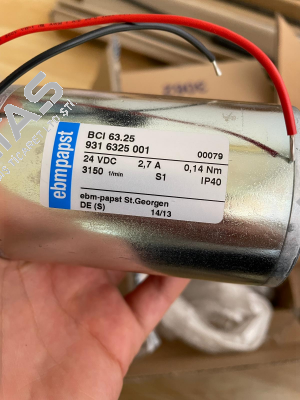 ebmpapst
BCI 63.25
931 6325 001 00079
24 VDC 2,7 A 0,14 Nm
3150 1/min S1 IP40
ebm-papst St.Georgen
DE (S) 14/13